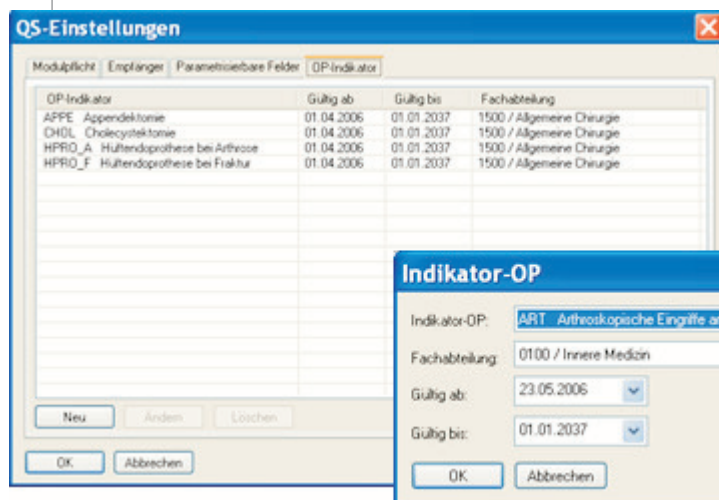 QS-Einstellungen
Modulpflicht Empfänger Parametrisierbare Felder OP-Indikator
OP-Indikator Gültig ab Gültig bis Fachabteilung
APPE Appendektomie 01.04.2006 01.01.2037 1500 / Allgemeine Chirurgie
CHOL Cholecystektomie 01.04.2006 01.01.2037 1500 / Allgemeine Chirurgie
HPRO_A Hüftendoprothese bei Arthrose 01.04.2006 01.01.2037 1500 / Allgemeine Chirurgie
HPRO_F Hüftendoprothese bei Fraktur 01.04.2006 01.01.2037 1500 / Allgemeine Chirurgie
Neu Ändern Löschen
OK Abbrechen
Indikator-OP
Indikator-OP: ART Arthroskopische Eingriffe an
Fachabteilung: 0100 / Innere Medizin
Gültig ab: 23.05.2006
Gültig bis: 01.01.2037
OK Abbrechen